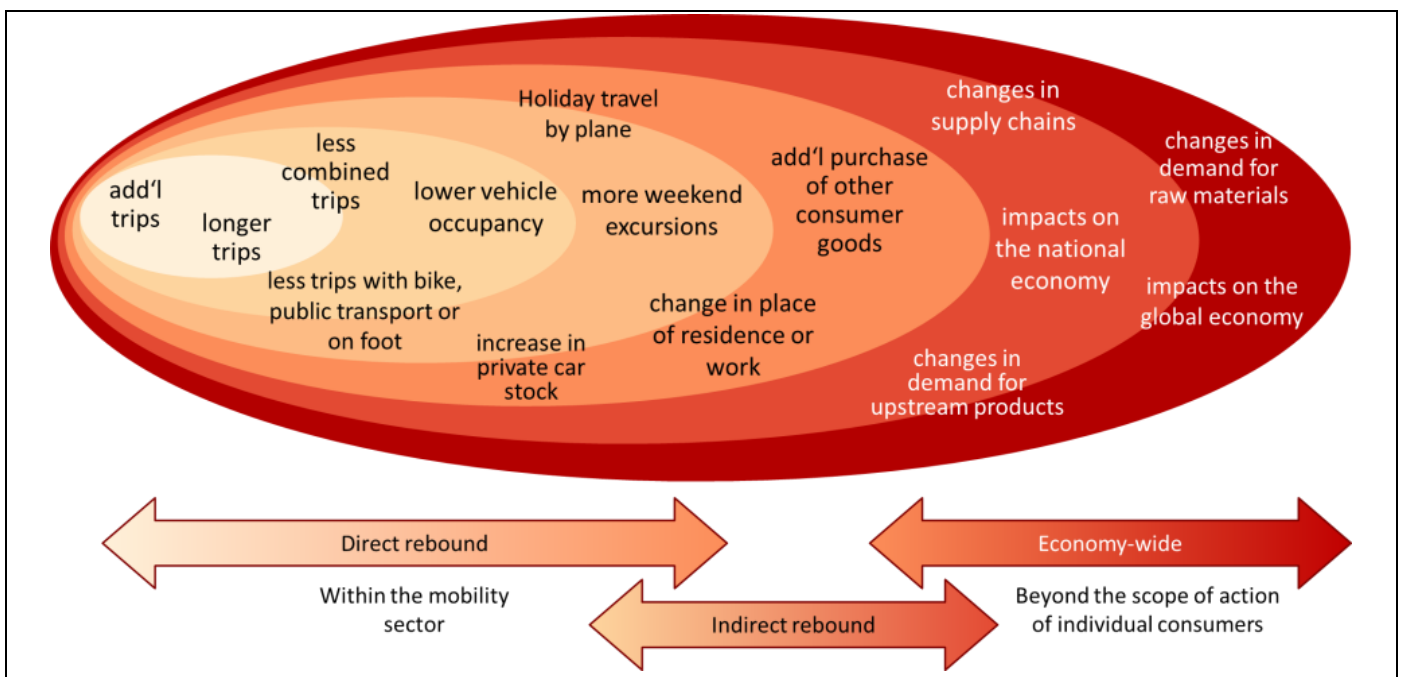 add‘l
trips
longer
trips
less
combined
trips
less trips with bike,
public transport or
on foot
lower vehicle
occupancy
Holiday travel
by plane
more weekend
excursions
increase in
private car
stock
change in place
of residence or
work
add‘l purchase
of other
consumer
goods
changes in
supply chains
impacts on
the national
economy
changes in
demand for
upstream products
changes in
demand for
raw materials
impacts on the
global economy
Direct rebound
Within the mobility
sector
Indirect rebound
Economy-wide
Beyond the scope of action
of individual consumers